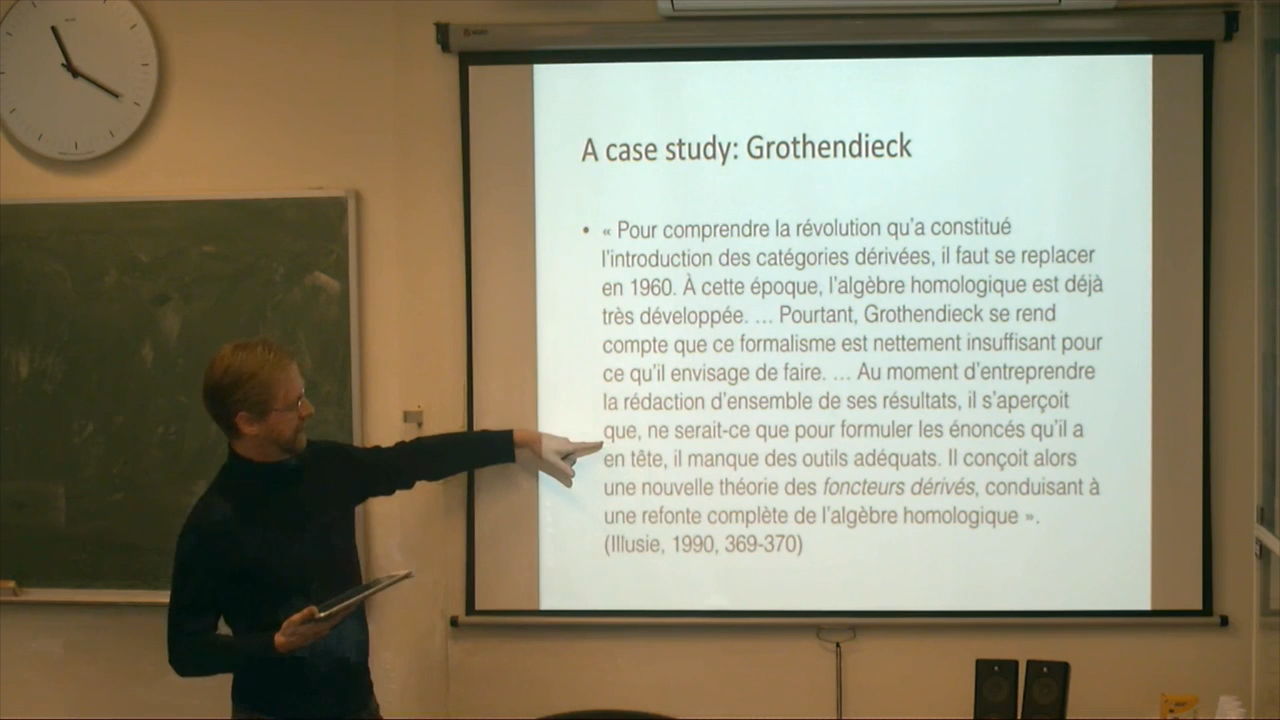 A case study: Grothendieck
• « Pour comprendre la révolution qu'a constitué
l'introduction des catégories dérivées, il faut se replacer
en 1960. À cette époque, l'algèbre homologique est déjà
très développée. … Pourtant, Grothendieck se rend
compte que ce formalisme est nettement insuffisant pour
ce qu'il envisage de faire. … Au moment d'entreprendre
la rédaction d'ensemble de ses résultats, il s'aperçoit
que, ne serait-ce que pour formuler les énoncés qu'il a
en tête, il manque des outils adéquats. Il conçoit alors
une nouvelle théorie des foncteurs dérivés, conduisant à
une refonte complète de l'algèbre homologique ».
(Illusie, 1990, 369-370)